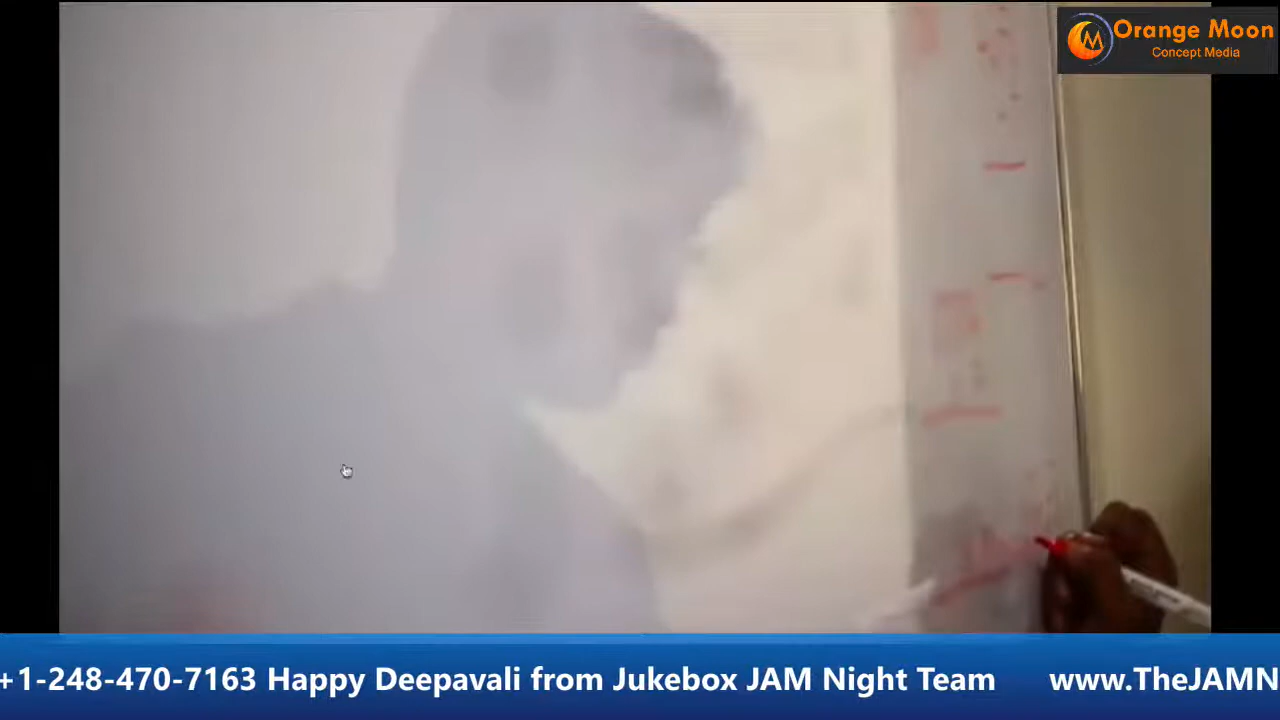 Orange Moon
Concept Media
+1-248-470-7163 Happy Deepavali from Jukebox JAM Night Team www.TheJAMN